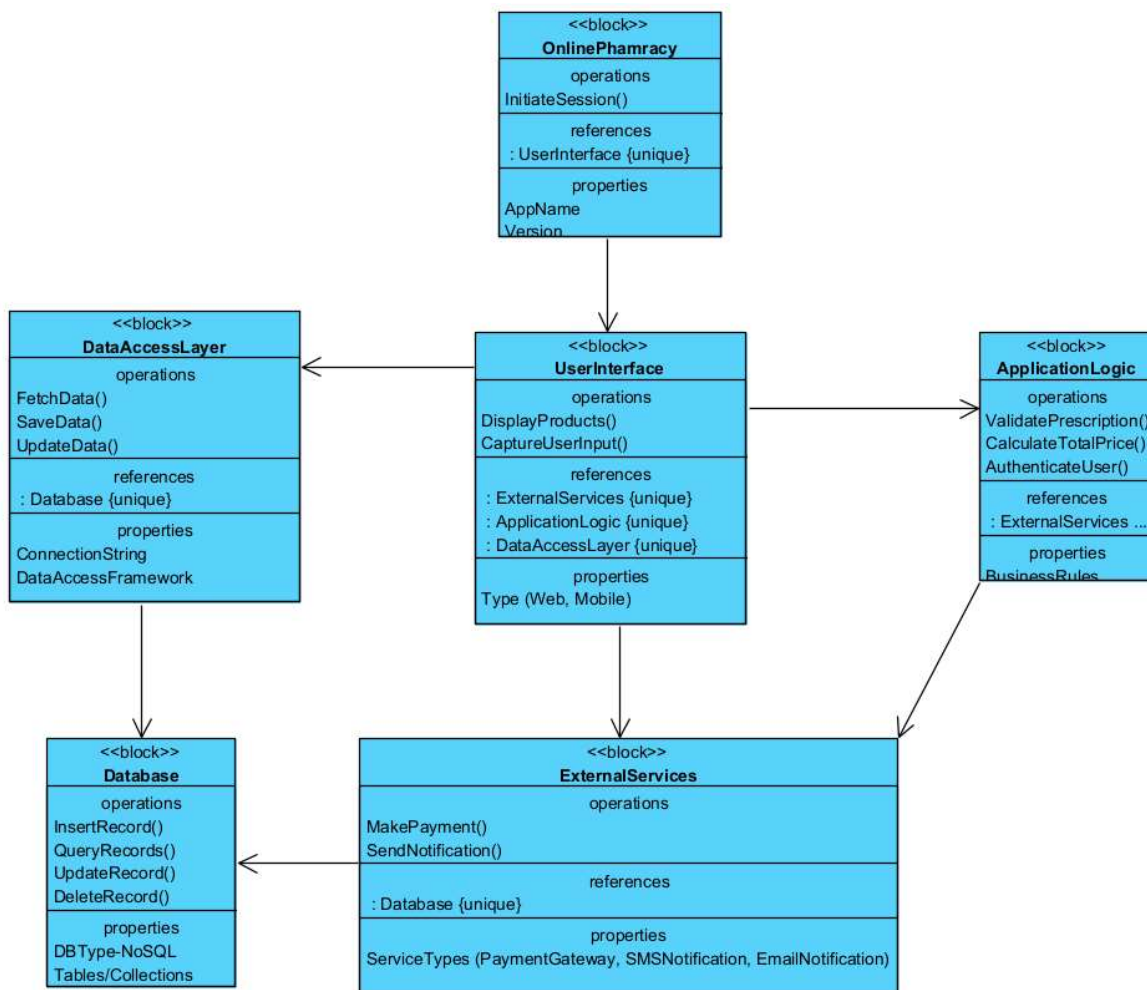 <<block>>
OnlinePhamracy
operations
InitiateSession()
references
: UserInterface {unique}
properties
AppName
Version
<<block>>
DataAccessLayer
operations
FetchData()
SaveData()
UpdateData()
references
: Database {unique}
properties
ConnectionString
DataAccessFramework
<<block>>
UserInterface
operations
DisplayProducts()
CaptureUserInput()
references
: ExternalServices {unique}
: ApplicationLogic {unique}
: DataAccessLayer {unique}
properties
Type (Web, Mobile)
<<block>>
ApplicationLogic
operations
ValidatePrescription()
CalculateTotalPrice()
AuthenticateUser()
references
: ExternalServices ...
properties
BusinessRules
<<block>>
Database
operations
InsertRecord()
QueryRecords()
UpdateRecord()
DeleteRecord()
properties
DBType-NoSQL
Tables/Collections
<<block>>
ExternalServices
operations
MakePayment()
SendNotification()
references
: Database {unique}
properties
ServiceTypes (PaymentGateway, SMSNotification, EmailNotification)